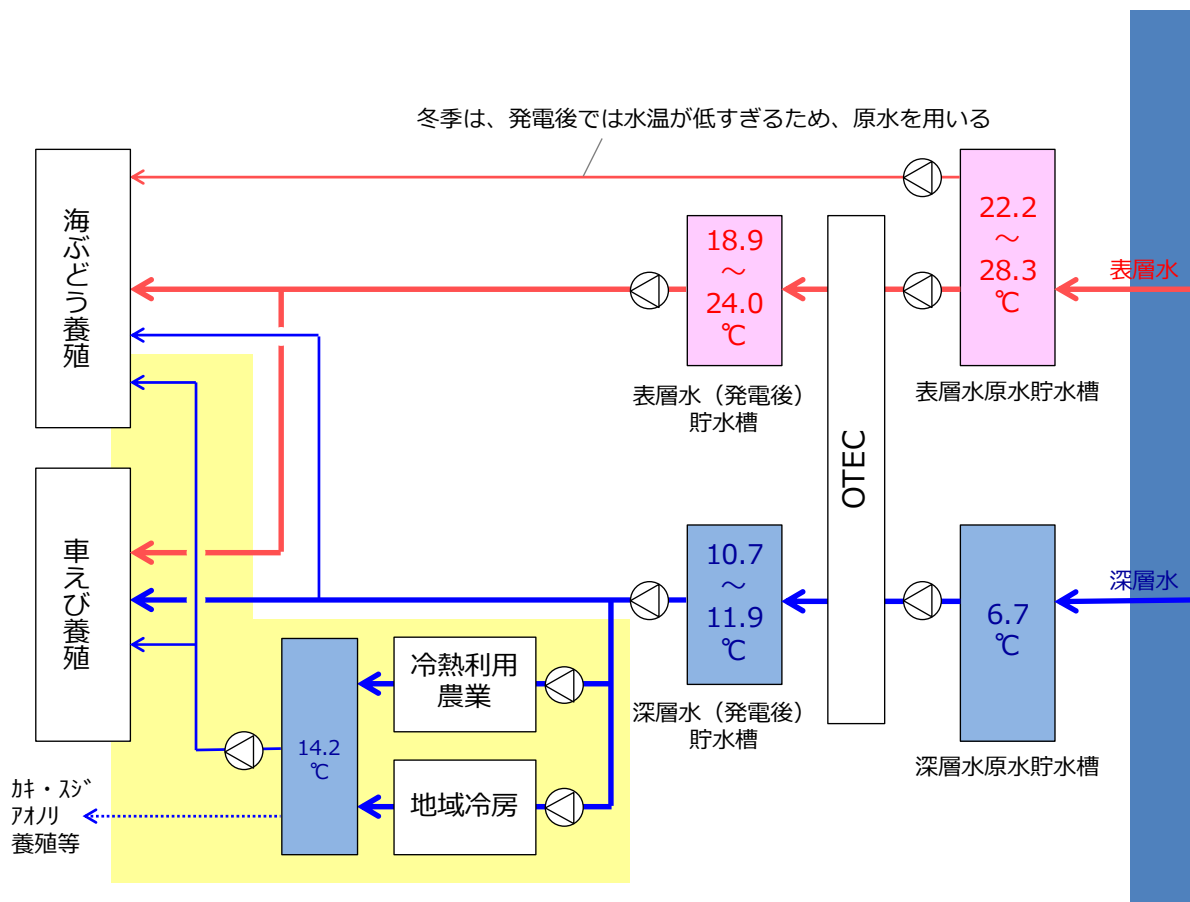 冬季は、発電後では水温が低すぎるため、原水を用いる
海ぶどう養殖
18.9
～
24.0
℃
表層水（発電後）
貯水槽
22.2
～
28.3
℃
表層水原水貯水槽
表層水
OTEC
車えび養殖
10.7
～
11.9
℃
深層水（発電後）
貯水槽
6.7
℃
深層水原水貯水槽
深層水
冷熱利用
農業
地域冷房
14.2
℃
ｶｷ・ｽｼﾞ
ｱｵﾉﾘ
養殖等